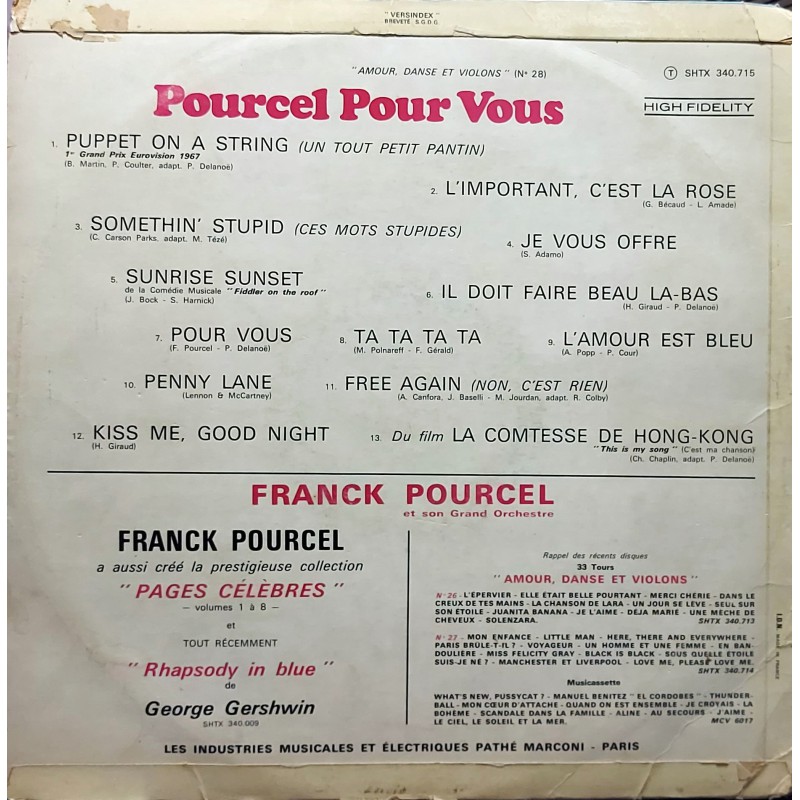 " VERSINDEX "
BREVETÉ S.G.D.G.
" AMOUR, DANSE ET VIOLONS " (N° 28)
Ⓣ SHTX 340.715
Pourcel Pour Vous
HIGH FIDELITY
1. PUPPET ON A STRING (UN TOUT PETIT PANTIN)
1er Grand Prix Eurovision 1967
(B. Martin, P. Coulter, adapt. P. Delanoë)
2. L'IMPORTANT, C'EST LA ROSE
(G. Bécaud - L. Amade)
3. SOMETHIN' STUPID (CES MOTS STUPIDES)
(C. Carson Parks, adapt. M. Tézé)
4. JE VOUS OFFRE
(S. Adamo)
5. SUNRISE SUNSET
de la Comédie Musicale "Fiddler on the roof"
(J. Bock - S. Harnick)
6. IL DOIT FAIRE BEAU LA-BAS
(H. Giraud - P. Delanoë)
7. POUR VOUS
(F. Pourcel - P. Delanoë)
8. TA TA TA TA
(M. Polnareff - F. Gérald)
9. L'AMOUR EST BLEU
(A. Popp - P. Cour)
10. PENNY LANE
(Lennon & McCartney)
11. FREE AGAIN (NON, C'EST RIEN)
(A. Canfora, J. Baselli - M. Jourdan, adapt. R. Colby)
12. KISS ME, GOOD NIGHT
(H. Giraud)
13. Du film LA COMTESSE DE HONG-KONG
"This is my song" (C'est ma chanson)
(Ch. Chaplin, adapt. P. Delanoë)
FRANCK POURCEL
et son Grand Orchestre
FRANCK POURCEL
a aussi créé la prestigieuse collection
" PAGES CÉLÈBRES "
- volumes 1 à 8 -
et
TOUT RÉCEMMENT
" Rhapsody in blue "
de
George Gershwin
SHTX 340.009
Rappel des récents disques
33 Tours
" AMOUR, DANSE ET VIOLONS "
N° 26 - L'ÉPERVIER - ELLE ÉTAIT BELLE POURTANT - MERCI CHÉRIE - DANS LE
CREUX DE TES MAINS - LA CHANSON DE LARA - UN JOUR SE LÈVE - SEUL SUR
SON ÉTOILE - JUANITA BANANA - JE L'AIME - DÉJA MARIÉ - UNE MÈCHE DE
CHEVEUX - SOLENZARA. SHTX 340.713
N° 27 - MON ENFANCE - LITTLE MAN - HERE, THERE AND EVERYWHERE -
PARIS BRÛLE-T-IL ? - VOYAGEUR - UN HOMME ET UNE FEMME - EN BAN-
DOULIÈRE - MISS FELICITY GRAY - BLACK IS BLACK - SOUS QUELLE ÉTOILE
SUIS-JE NÉ ? - MANCHESTER ET LIVERPOOL - LOVE ME, PLEASE LOVE ME.
SHTX 340.714
Musicassette
WHAT'S NEW, PUSSYCAT ? - MANUEL BENITEZ " EL CORDOBES " - THUNDER-
BALL - MON CŒUR D'ATTACHE - QUAND ON EST ENSEMBLE - JE CROYAIS - LA
BOHÈME - SCANDALE DANS LA FAMILLE - ALINE - AU SECOURS - J'AIME -
LE CIEL, LE SOLEIL ET LA MER. MCV 6017
I.D.N. MADE IN FRANCE
LES INDUSTRIES MUSICALES ET ÉLECTRIQUES PATHÉ MARCONI - PARIS